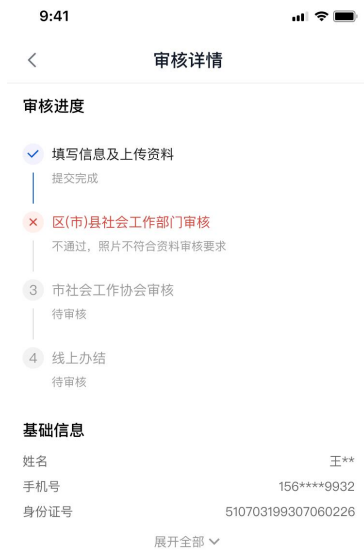 9:41
审核详情
审核进度
填写信息及上传资料
提交完成
区(市)县社会工作部门审核
不通过，照片不符合资料审核要求
3 市社会工作协会审核
待审核
4 线上办结
待审核
基础信息
姓名 王**
手机号 156****9932
身份证号 510703199307060226
展开全部